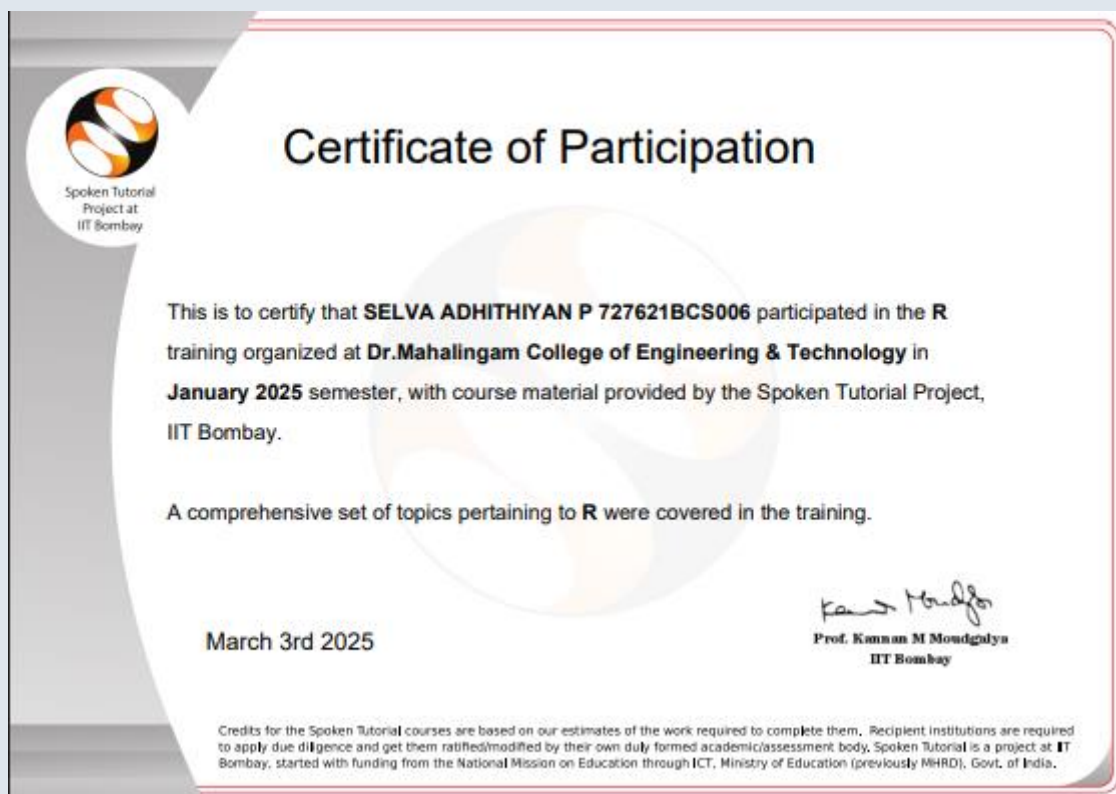 Spoken Tutorial
Project at
IIT Bombay
Certificate of Participation
This is to certify that SELVA ADHITHIYAN P 727621BCS006 participated in the R
training organized at Dr.Mahalingam College of Engineering & Technology in
January 2025 semester, with course material provided by the Spoken Tutorial Project,
IIT Bombay.
A comprehensive set of topics pertaining to R were covered in the training.
March 3rd 2025
Prof. Kannan M Moudgalya
IIT Bombay
Credits for the Spoken Tutorial courses are based on our estimates of the work required to complete them. Recipient institutions are required
to apply due diligence and get them ratified/modified by their own duly formed academic/assessment body. Spoken Tutorial is a project at IIT
Bombay, started with funding from the National Mission on Education through ICT, Ministry of Education (previously MHRD), Govt. of India.